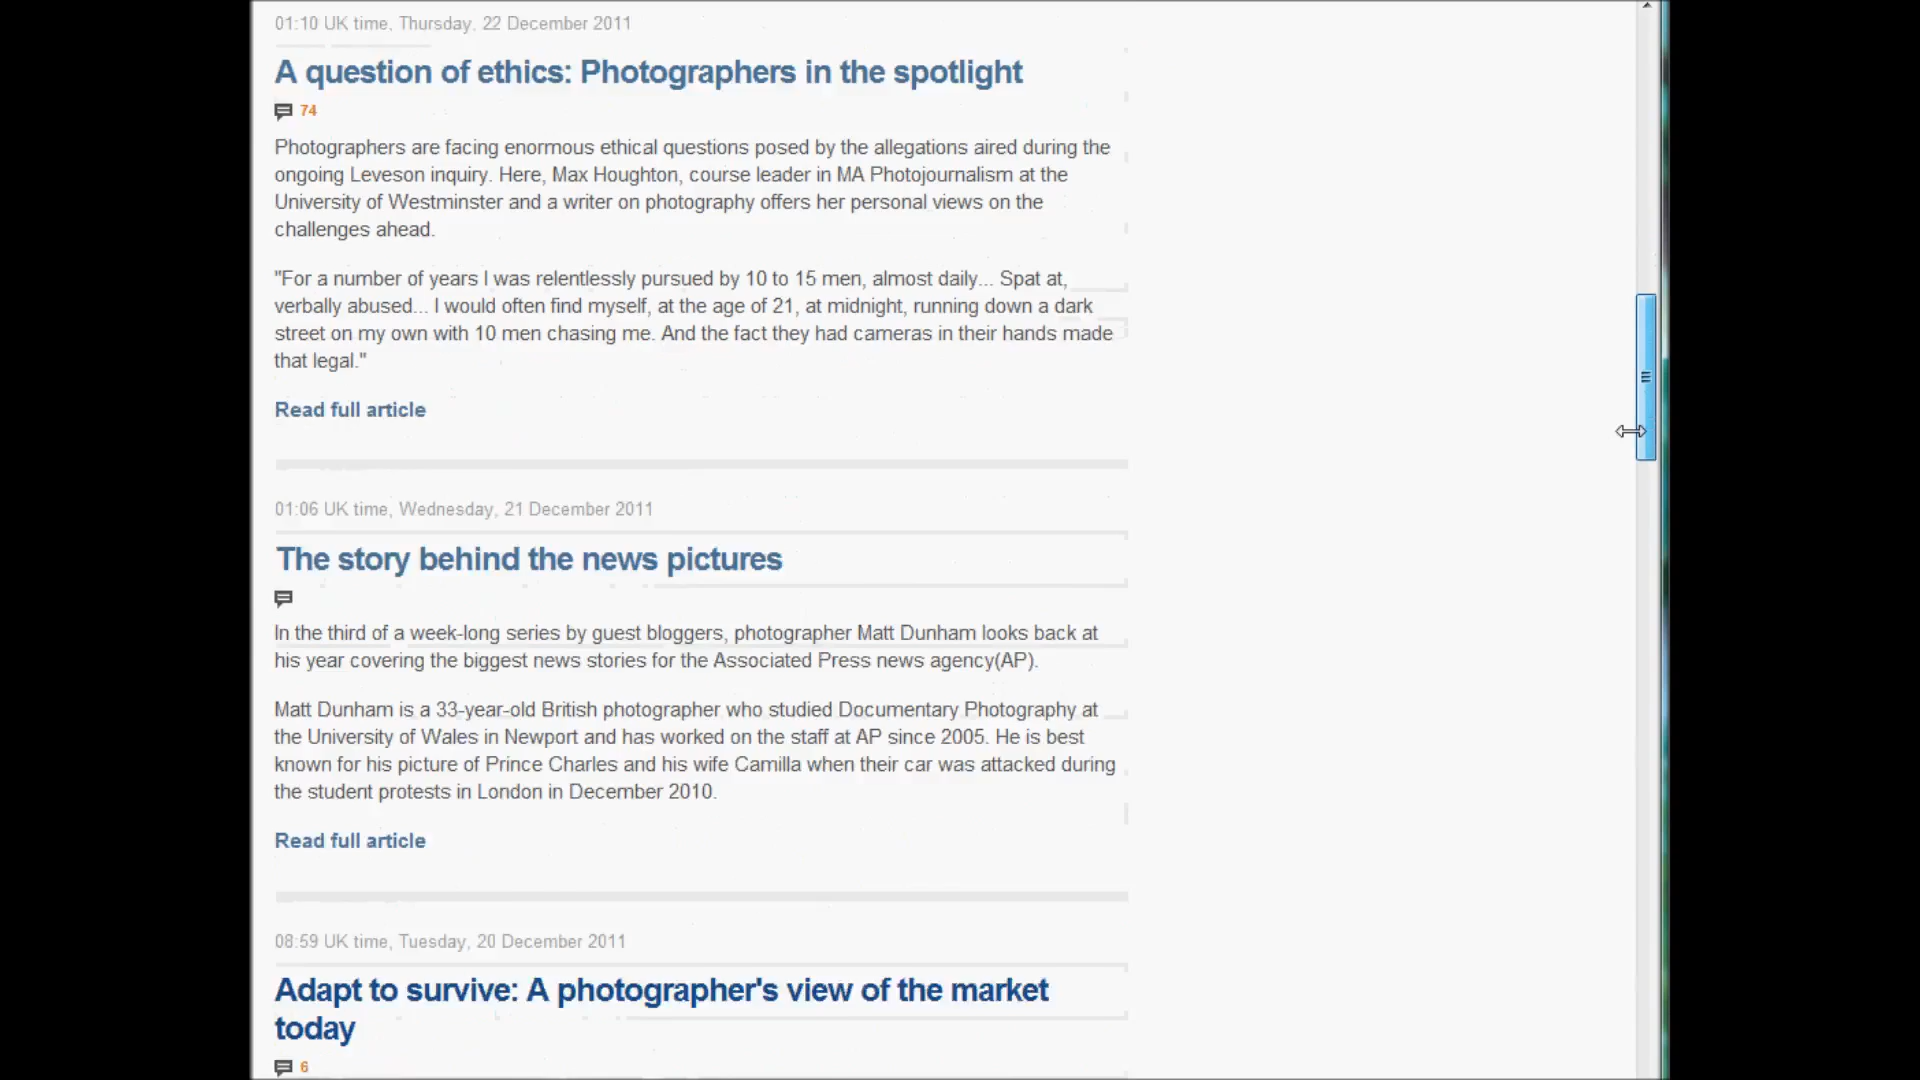 01:10 UK time, Thursday, 22 December 2011
A question of ethics: Photographers in the spotlight
74
Photographers are facing enormous ethical questions posed by the allegations aired during the
ongoing Leveson inquiry. Here, Max Houghton, course leader in MA Photojournalism at the
University of Westminster and a writer on photography offers her personal views on the
challenges ahead.
"For a number of years I was relentlessly pursued by 10 to 15 men, almost daily... Spat at,
verbally abused... I would often find myself, at the age of 21, at midnight, running down a dark
street on my own with 10 men chasing me. And the fact they had cameras in their hands made
that legal."
Read full article
01:06 UK time, Wednesday, 21 December 2011
The story behind the news pictures
In the third of a week-long series by guest bloggers, photographer Matt Dunham looks back at
his year covering the biggest news stories for the Associated Press news agency(AP).
Matt Dunham is a 33-year-old British photographer who studied Documentary Photography at
the University of Wales in Newport and has worked on the staff at AP since 2005. He is best
known for his picture of Prince Charles and his wife Camilla when their car was attacked during
the student protests in London in December 2010.
Read full article
08:59 UK time, Tuesday, 20 December 2011
Adapt to survive: A photographer's view of the market
today
6